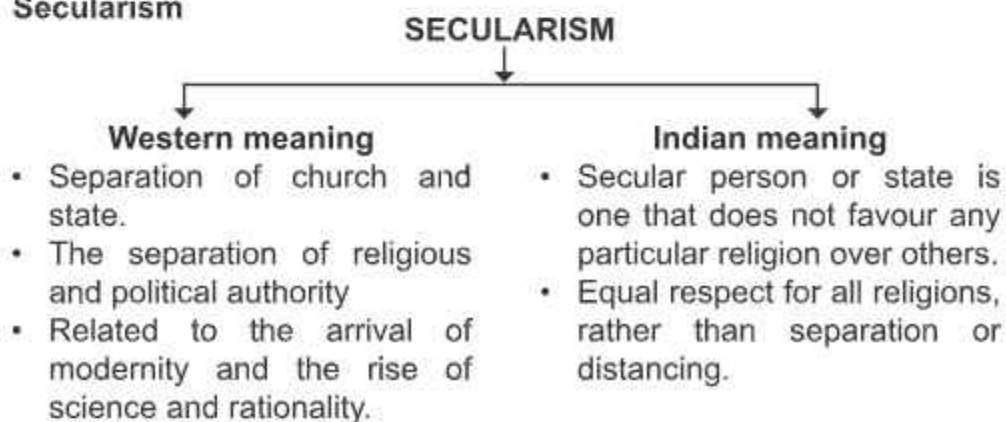 Secularism
SECULARISM
Western meaning
• Separation of church and
state.
• The separation of religious
and political authority
• Related to the arrival of
modernity and the rise of
science and rationality.
Indian meaning
• Secular person or state is
one that does not favour any
particular religion over others.
• Equal respect for all religions,
rather than separation or
distancing.